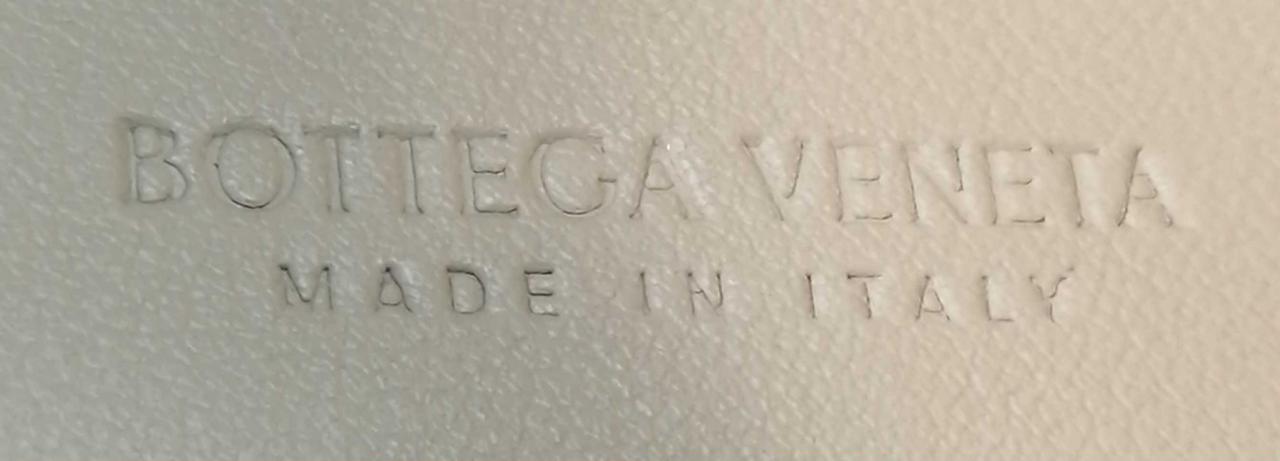 BOTTEGA VENETA
MADE IN ITALY